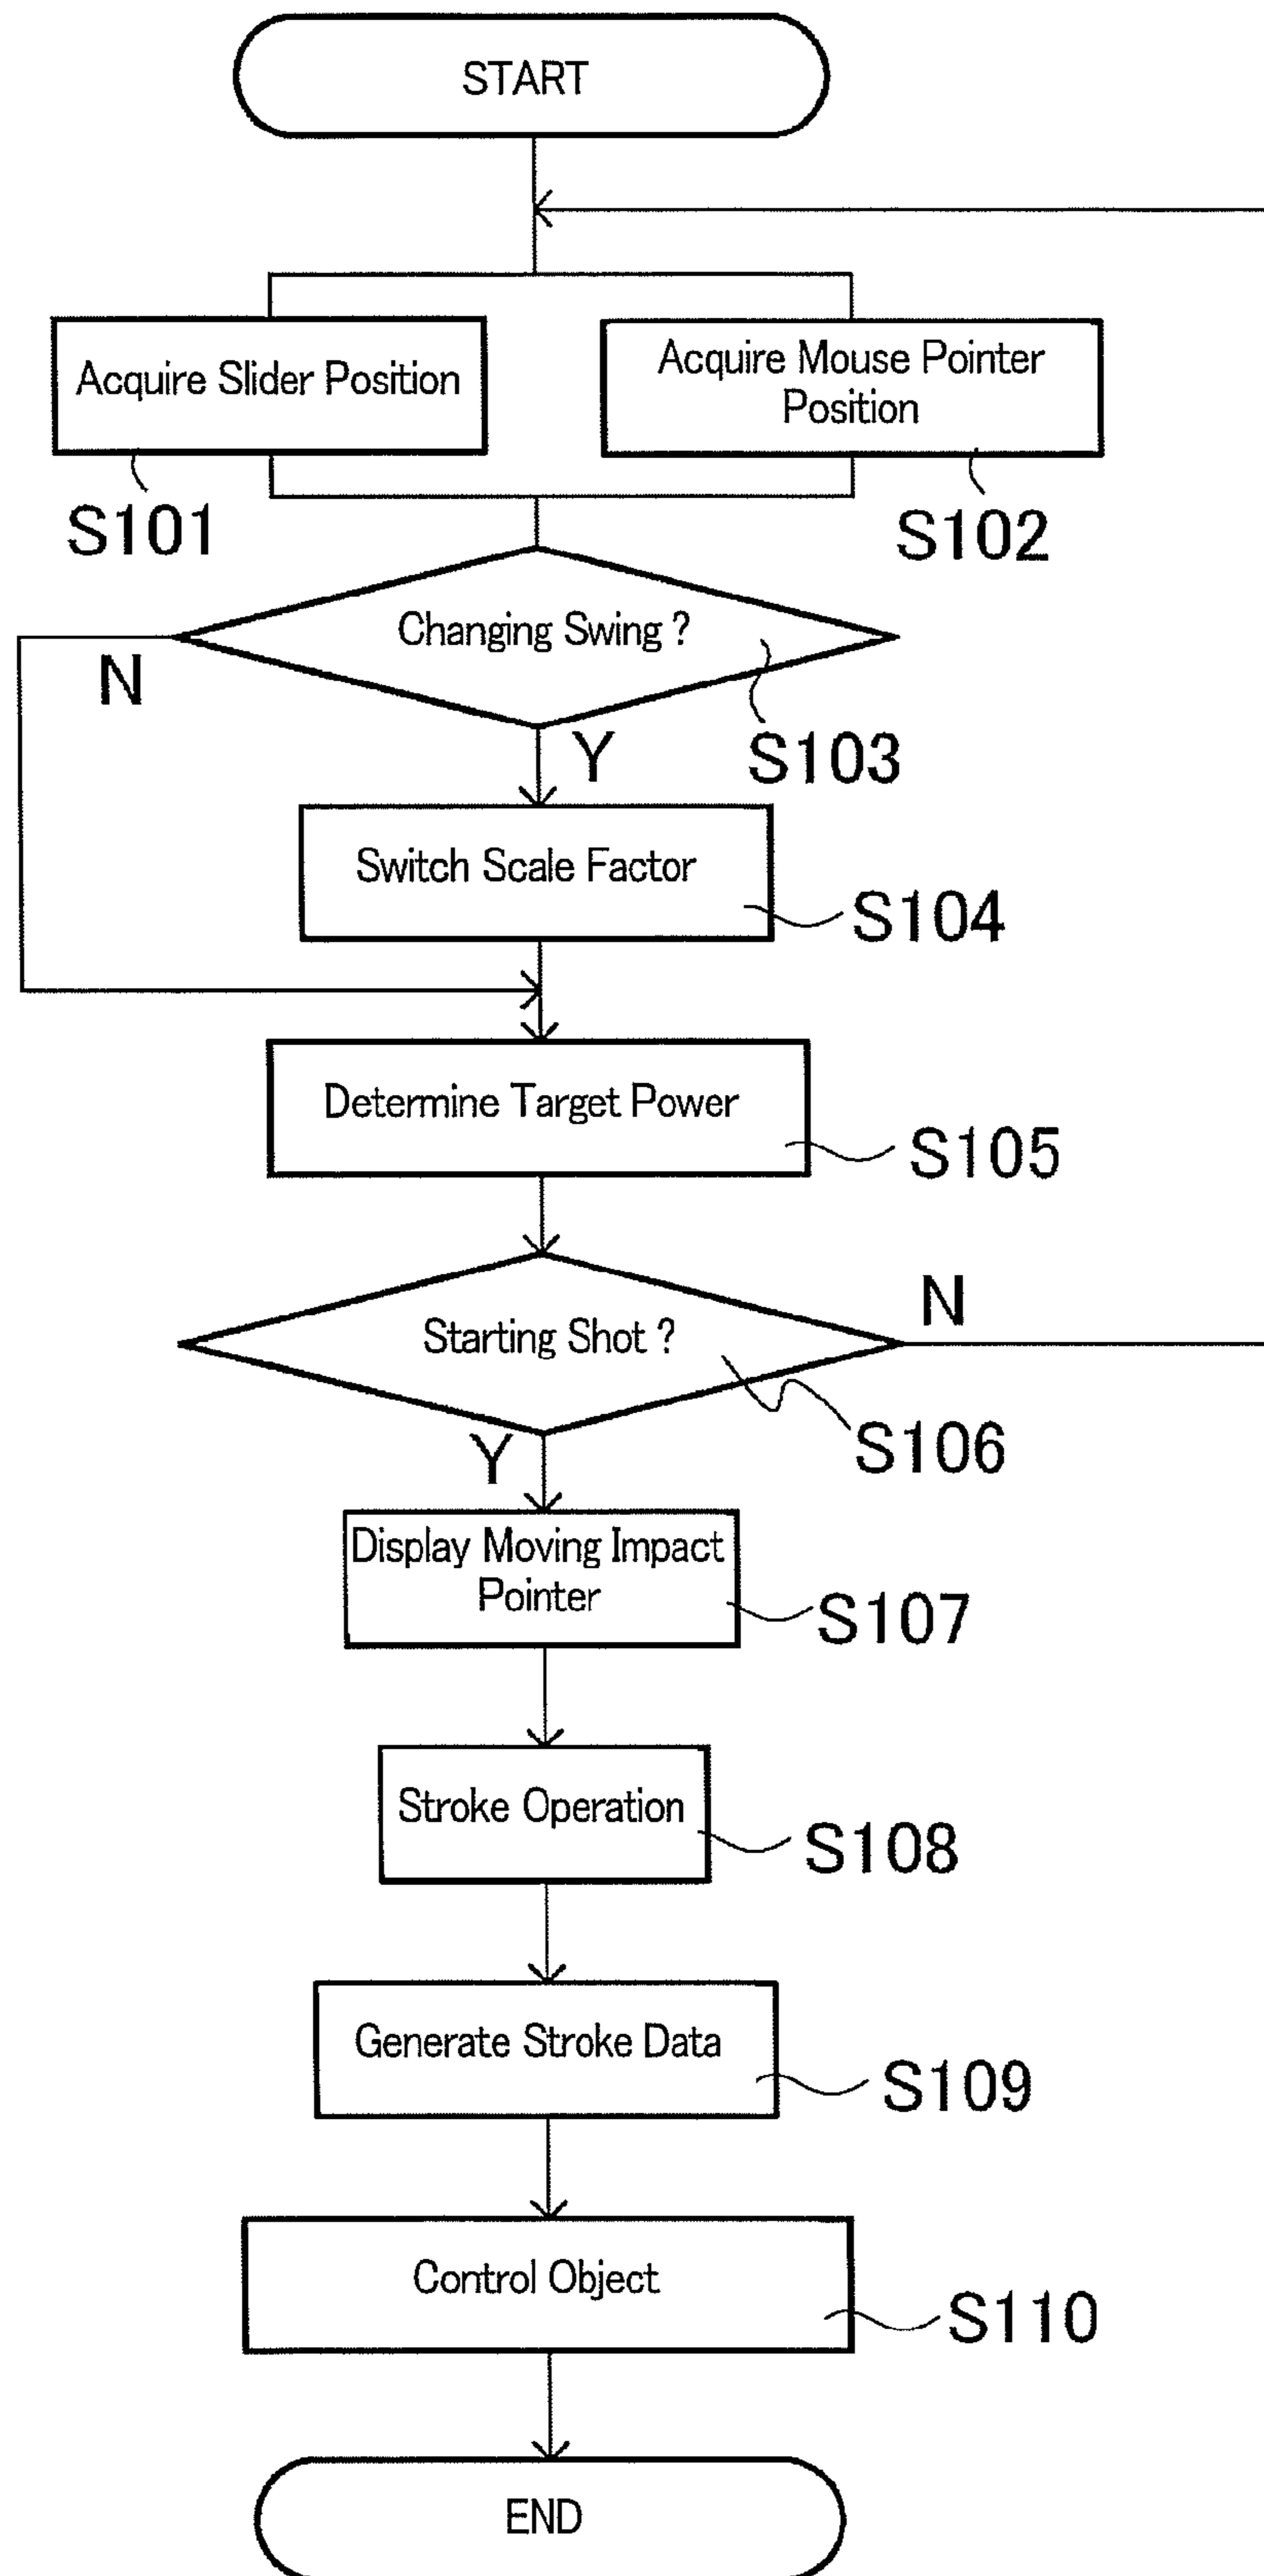 START
Acquire Slider Position
Acquire Mouse Pointer
Position
S101
S102
Changing Swing ?
N
S103
Y
Switch Scale Factor
S104
Determine Target Power
S105
Starting Shot ?
N
S106
Y
Display Moving Impact
Pointer
S107
Stroke Operation
S108
Generate Stroke Data
S109
Control Object
S110
END